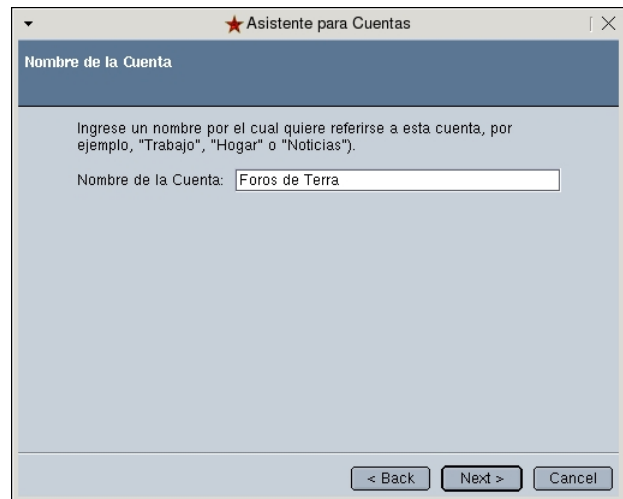 Asistente para Cuentas
Nombre de la Cuenta
Ingrese un nombre por el cual quiere referirse a esta cuenta, por
ejemplo, "Trabajo", "Hogar" o "Noticias").
Nombre de la Cuenta: Foros de Terra
< Back Next > Cancel